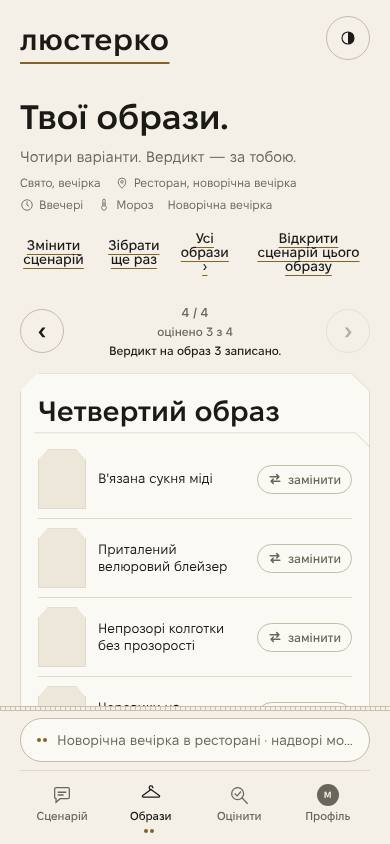 люстерко
Твої образи.
Чотири варіанти. Вердикт — за тобою.
Свято, вечірка Ресторан, новорічна вечірка
Ввечері Мороз Новорічна вечірка
Змінити сценарій
Зібрати ще раз
Усі образи ›
Відкрити сценарій цього образу
4 / 4
оцінено 3 з 4
Вердикт на образ 3 записано.
Четвертий образ
В'язана сукня міді
замінити
Приталений
велюровий блейзер
замінити
Непрозорі колготки
без прозорості
замінити
Новорічна вечірка в ресторані · надворі мо...
Сценарій Образи Оцінити М Профіль